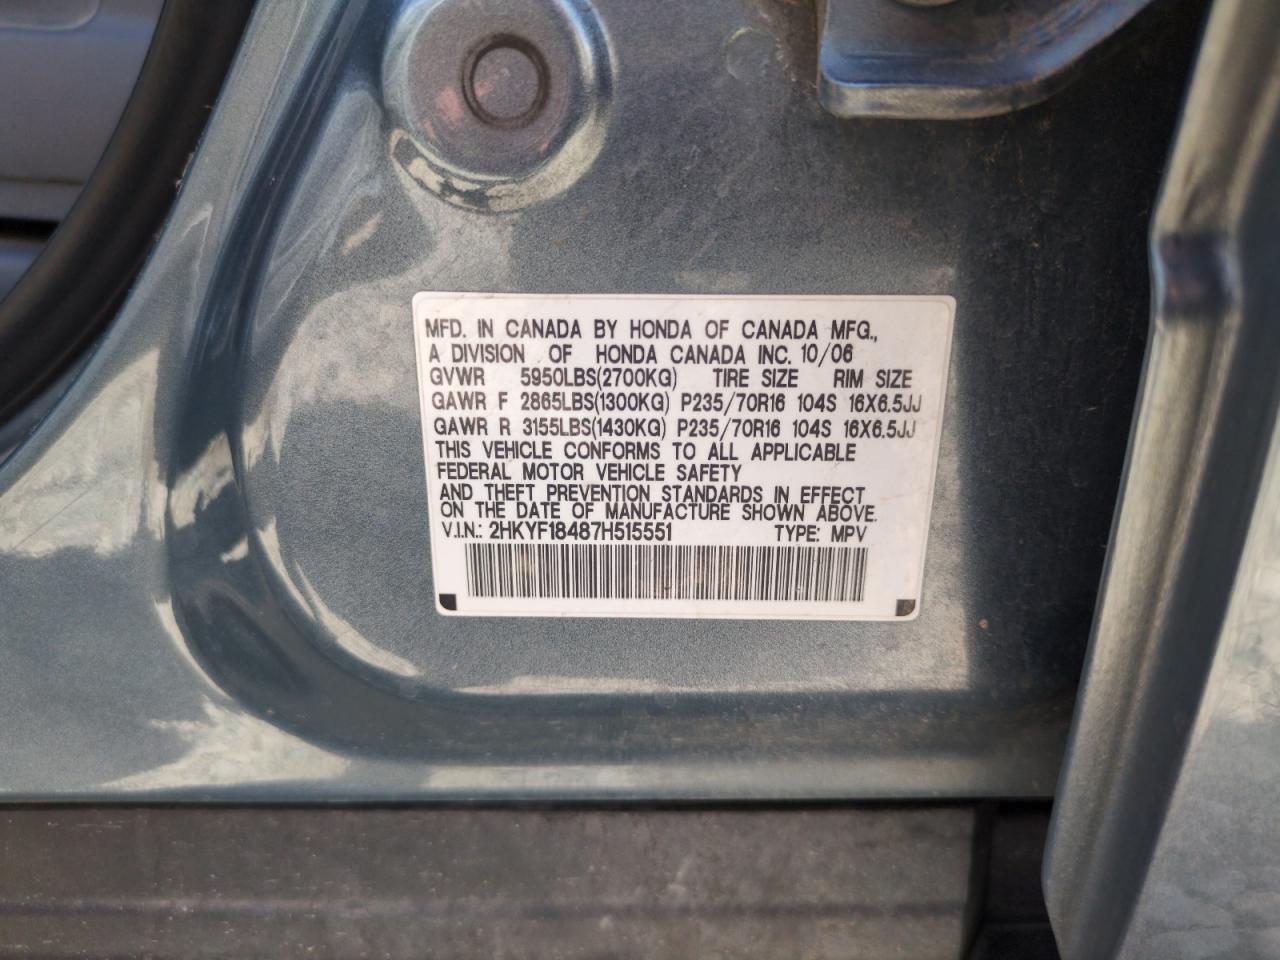 MFD. IN CANADA BY HONDA OF CANADA MFG.,
A DIVISION OF HONDA CANADA INC. 10/06
GVWR 5950LBS(2700KG) TIRE SIZE RIM SIZE
GAWR F 2865LBS(1300KG) P235/70R16 104S 16X6.5JJ
GAWR R 3155LBS(1430KG) P235/70R16 104S 16X6.5JJ
THIS VEHICLE CONFORMS TO ALL APPLICABLE
FEDERAL MOTOR VEHICLE SAFETY
AND THEFT PREVENTION STANDARDS IN EFFECT
ON THE DATE OF MANUFACTURE SHOWN ABOVE.
V.I.N.: 2HKYF18487H515551 TYPE: MPV